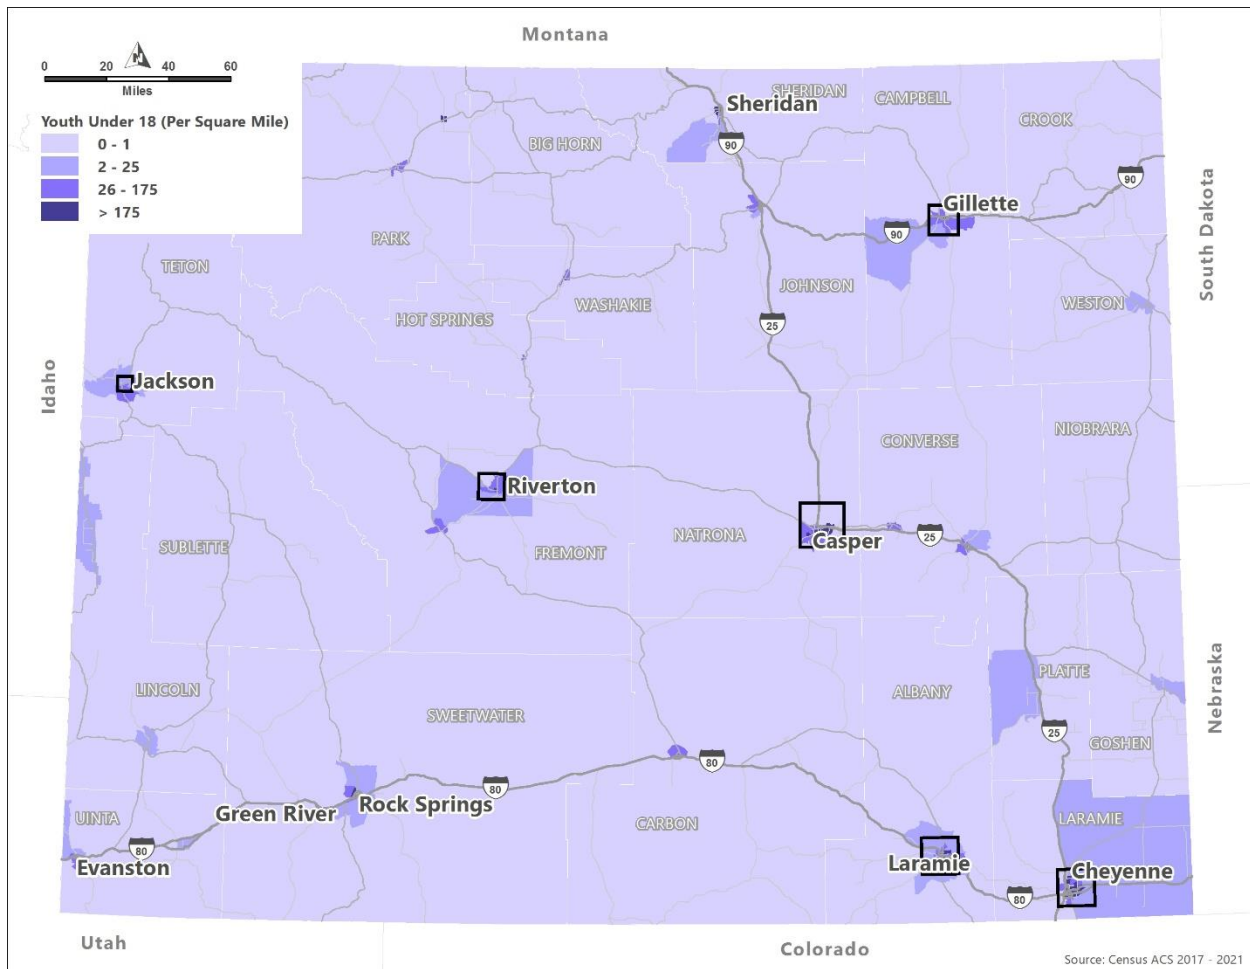 Montana
N
0 20 40 60
Miles
Youth Under 18 (Per Square Mile)
0 - 1
2 - 25
26 - 175
> 175
SHERIDAN
Sheridan
CAMPBELL
CROOK
BIG HORN
90
90
Gillette
90
South Dakota
PARK
TETON
JOHNSON
WASHAKIE
HOT SPRINGS
WESTON
25
Idaho
Jackson
NIOBRARA
CONVERSE
Riverton
NATRONA
Casper
25
SUBLETTE
FREMONT
Nebraska
PLATTE
LINCOLN
ALBANY
SWEETWATER
25
GOSHEN
80
80
Rock Springs
Green River
UINTA
CARBON
LARAMIE
80
Evanston
Laramie
Cheyenne
80
Utah
Colorado
Source: Census ACS 2017 - 2021